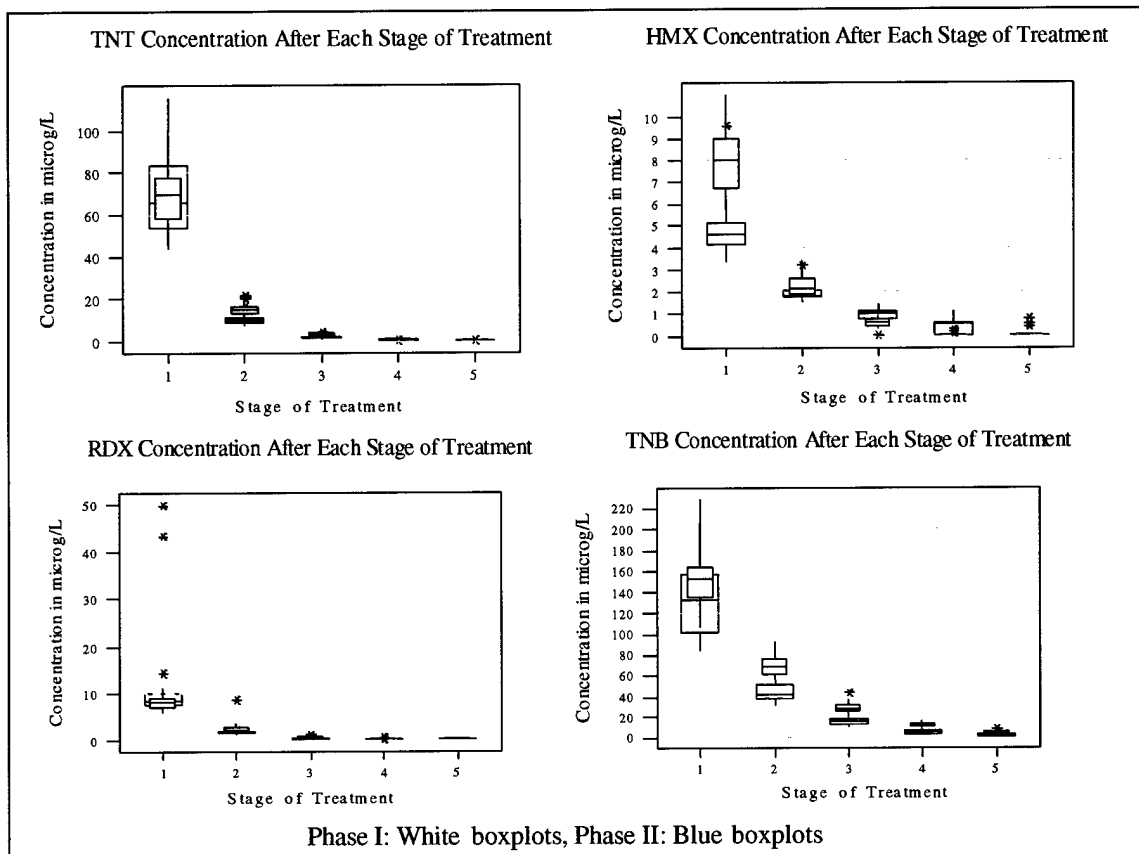 TNT Concentration After Each Stage of Treatment
Concentration in microg/L
100
80
60
40
20
0
1 2 3 4 5
Stage of Treatment
HMX Concentration After Each Stage of Treatment
Concentration in microg/L
10
9
8
7
6
5
4
3
2
1
0
1 2 3 4 5
Stage of Treatment
RDX Concentration After Each Stage of Treatment
Concentration in microg/L
50
40
30
20
10
0
1 2 3 4 5
Stage of Treatment
TNB Concentration After Each Stage of Treatment
Concentration in microg/L
220
200
180
160
140
120
100
80
60
40
20
0
1 2 3 4 5
Stage of Treatment
Phase I: White boxplots, Phase II: Blue boxplots